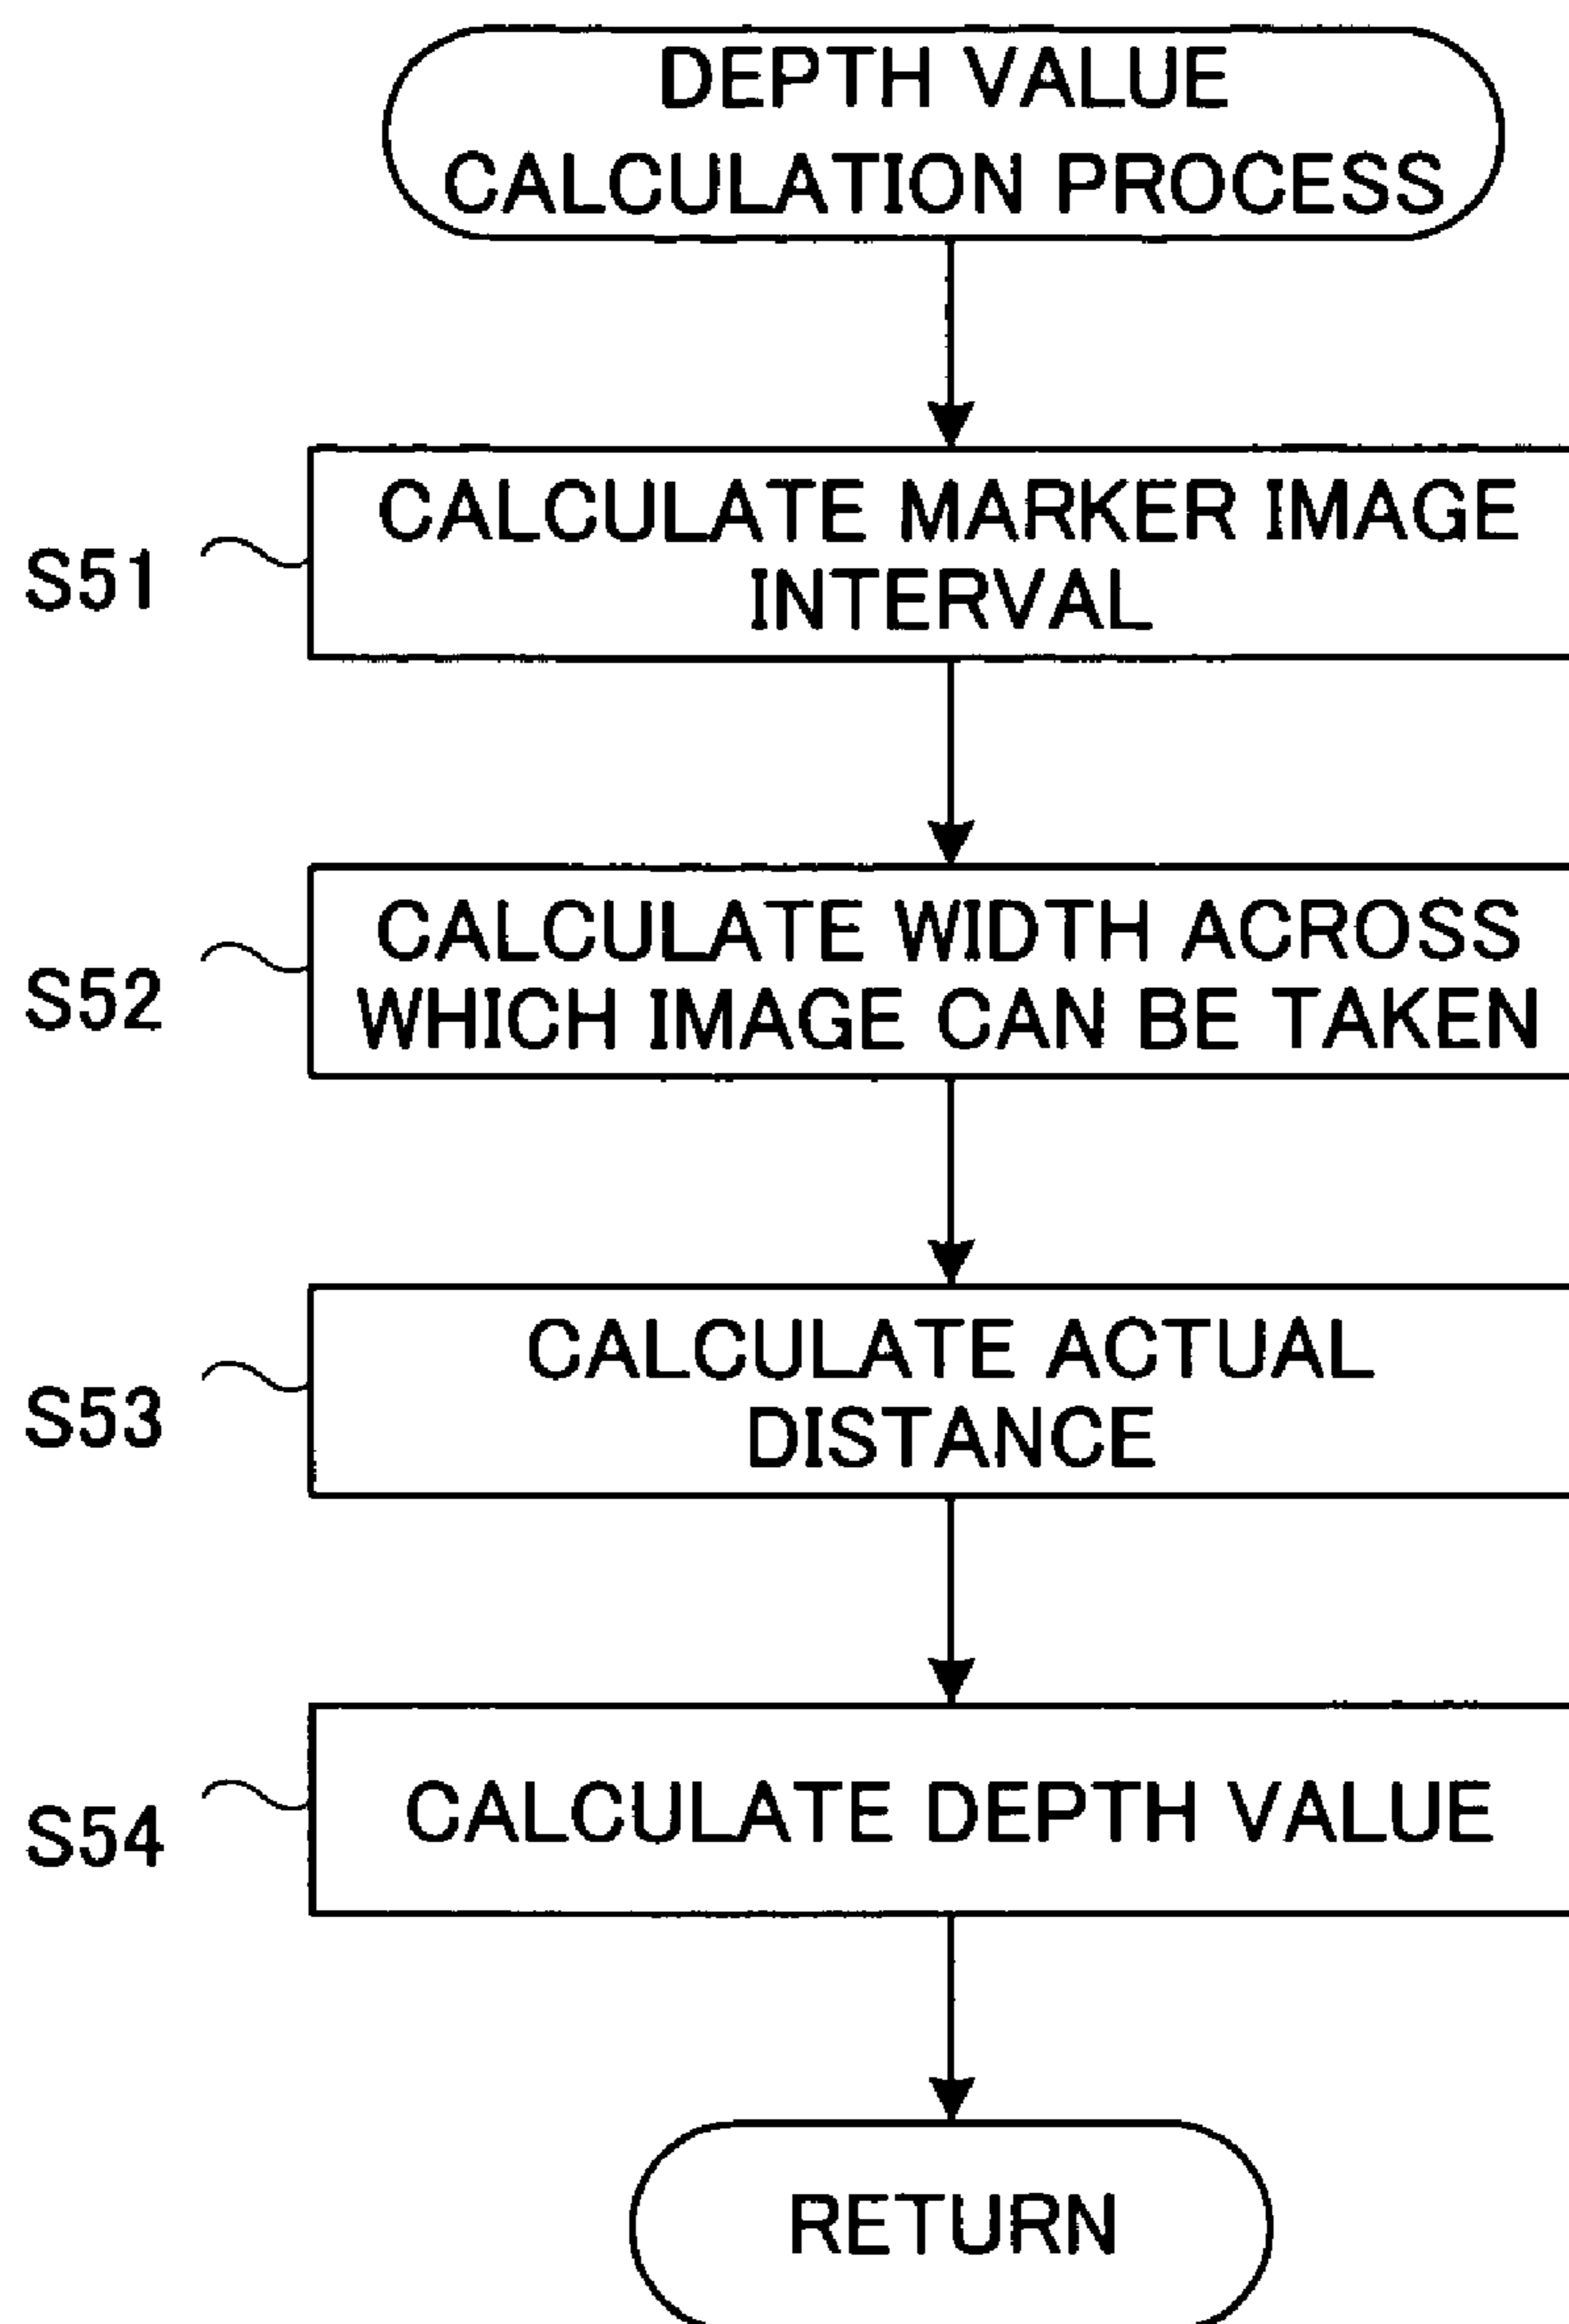 DEPTH VALUE
CALCULATION PROCESS
CALCULATE MARKER IMAGE
INTERVAL
S51
CALCULATE WIDTH ACROSS
WHICH IMAGE CAN BE TAKEN
S52
CALCULATE ACTUAL
DISTANCE
S53
CALCULATE DEPTH VALUE
S54
RETURN